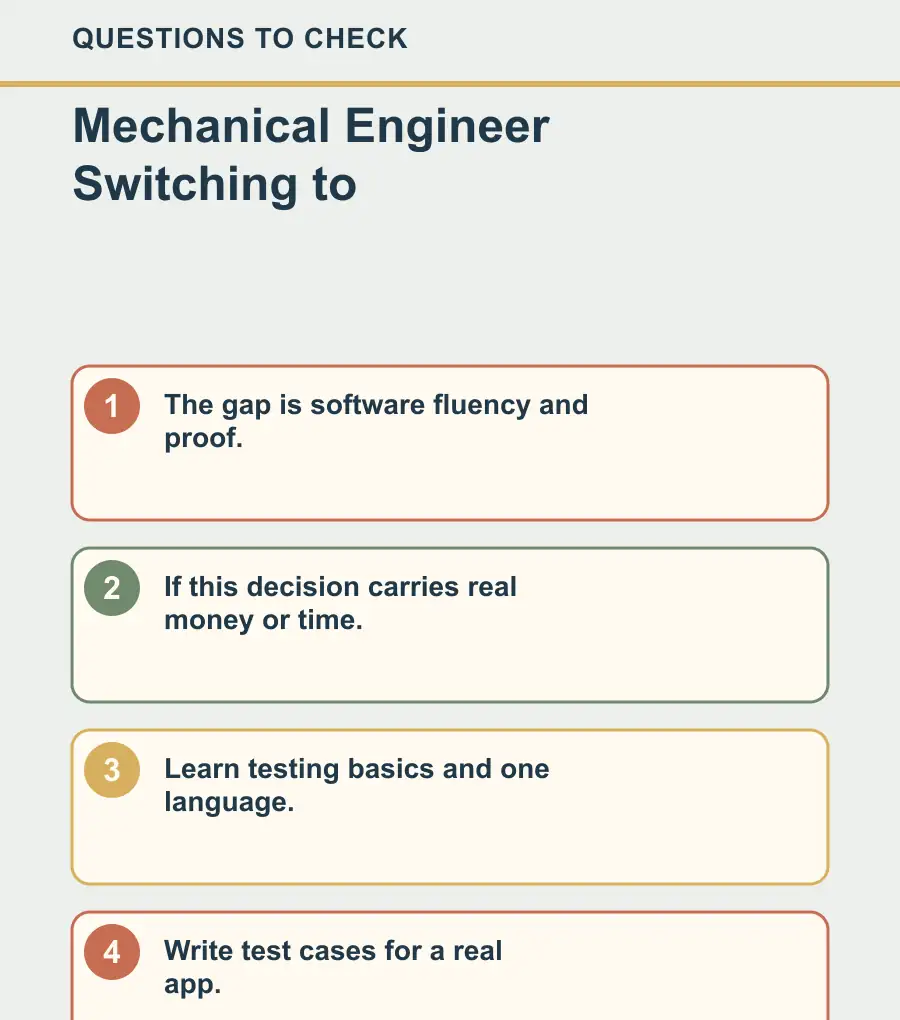 QUESTIONS TO CHECK
Mechanical Engineer
Switching to
1
The gap is software fluency and
proof.
2
If this decision carries real
money or time.
3
Learn testing basics and one
language.
4
Write test cases for a real
app.